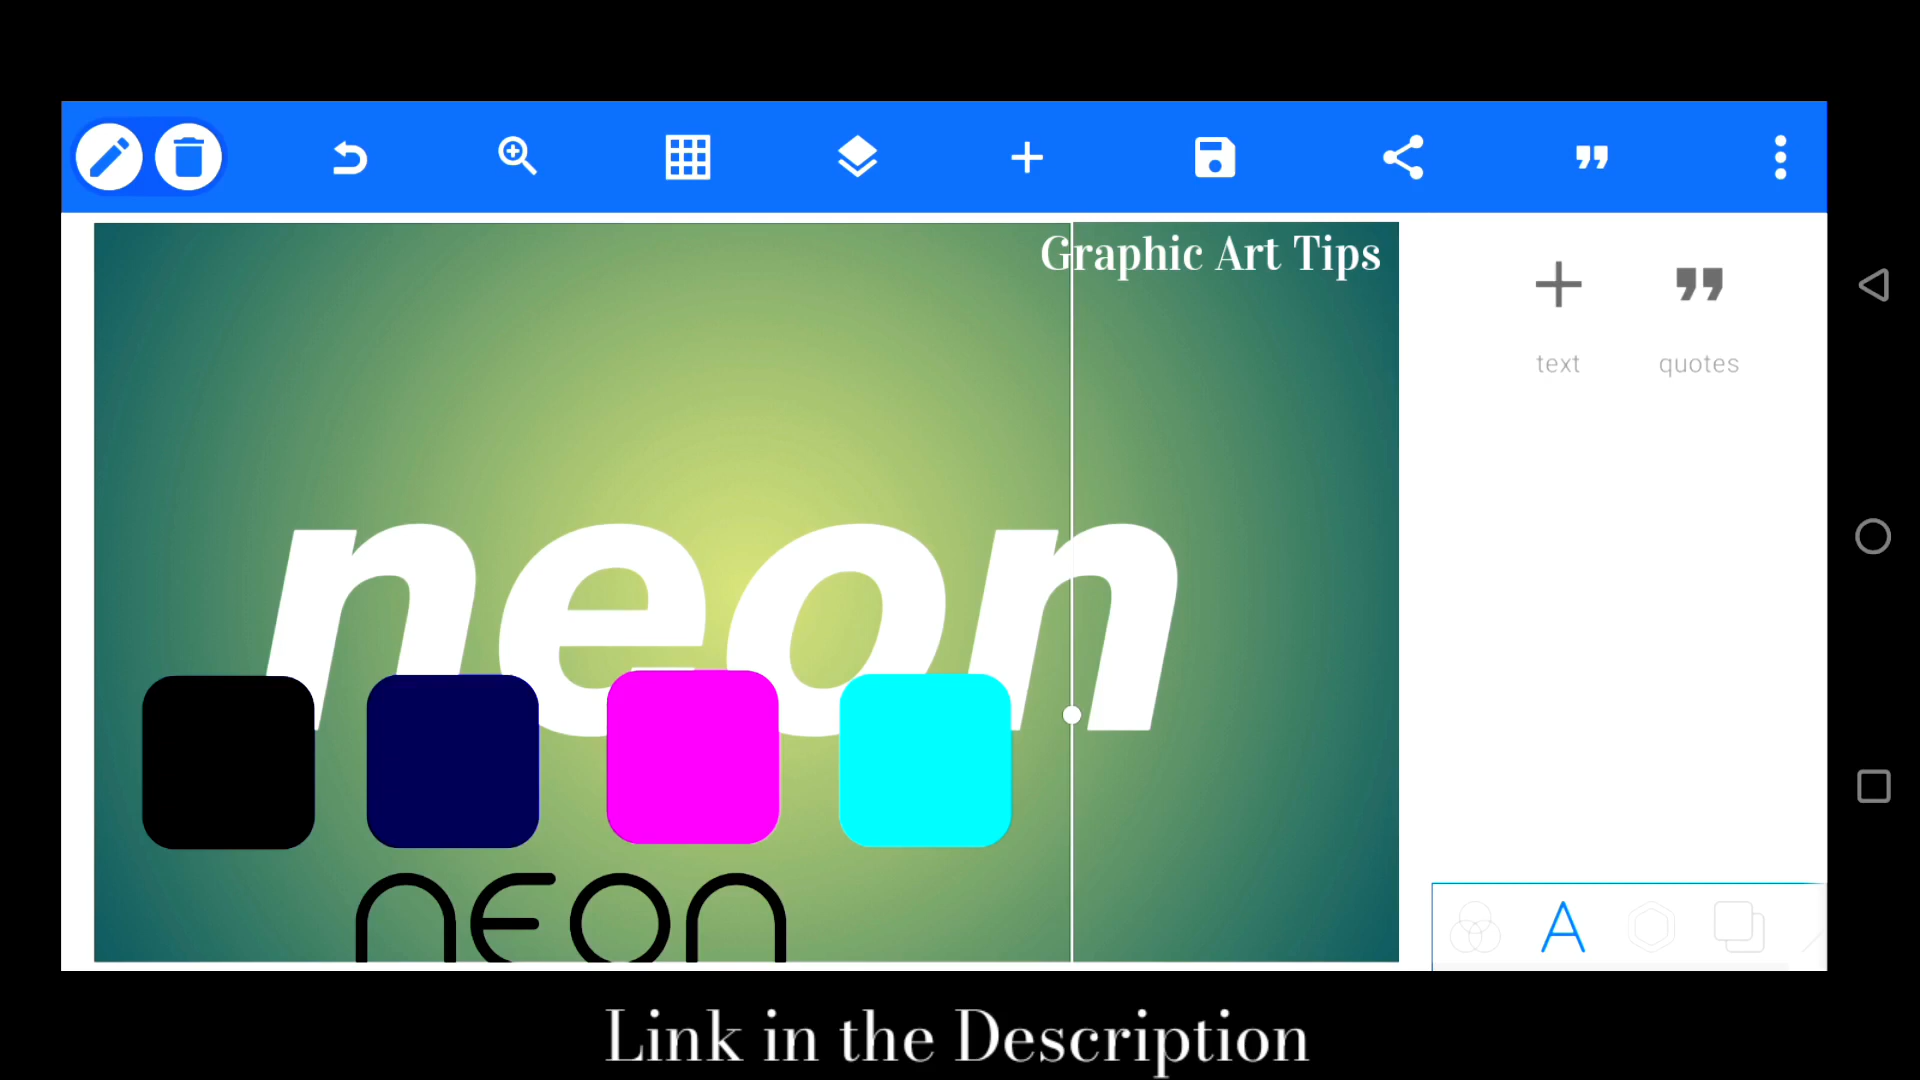 Graphic Art Tips
text quotes
neon
neon
Link in the Description